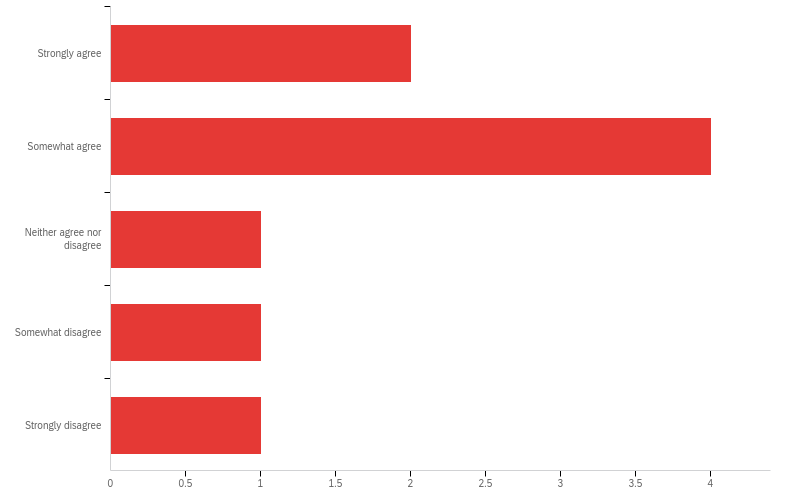 Strongly agree
Somewhat agree
Neither agree nor
disagree
Somewhat disagree
Strongly disagree
0 0.5 1 1.5 2 2.5 3 3.5 4